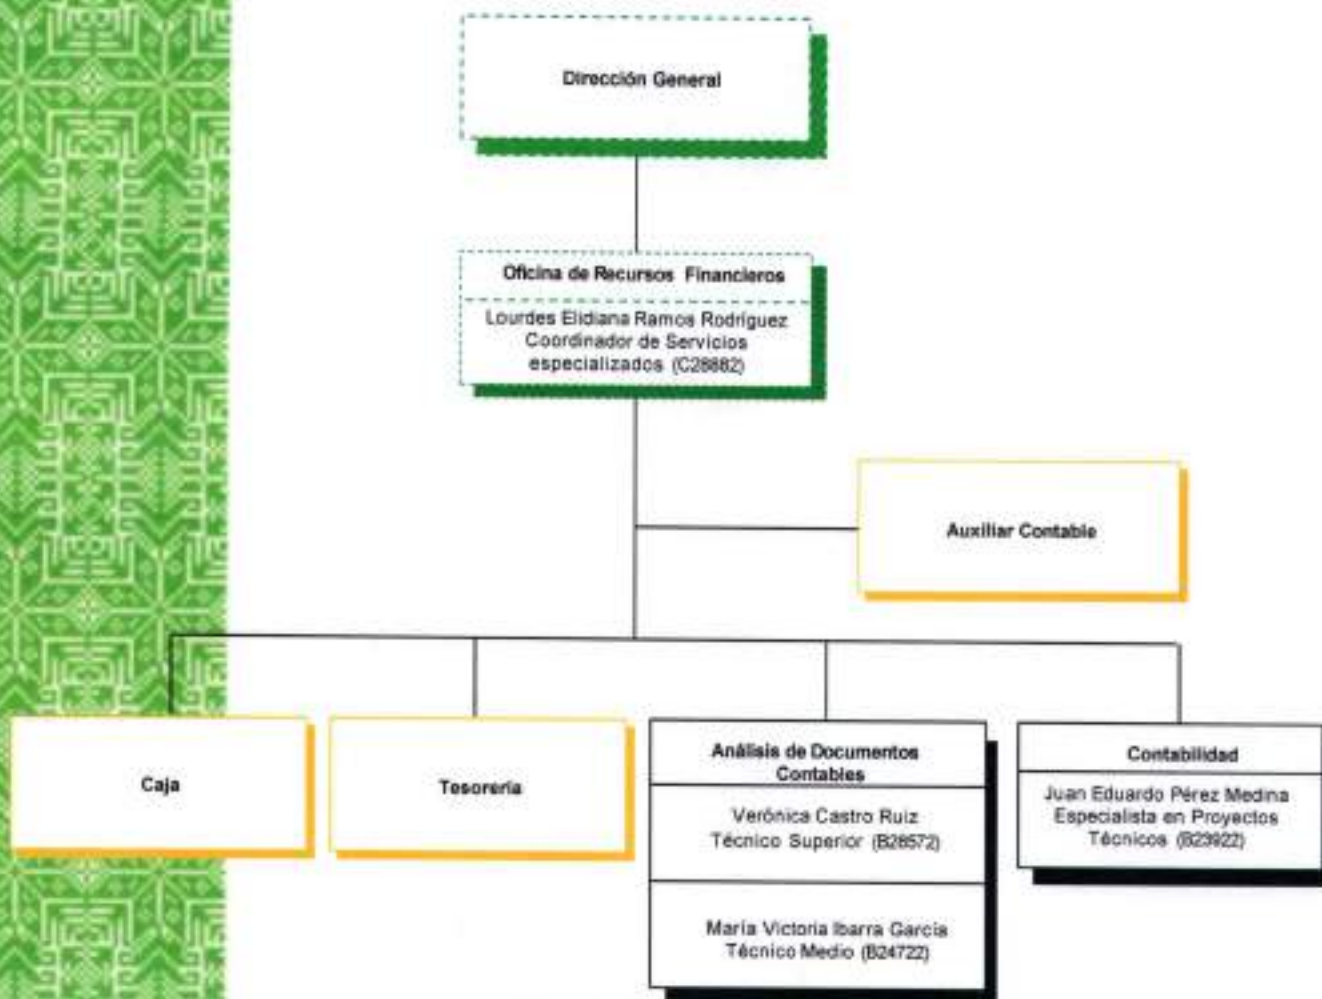 Dirección General
Oficina de Recursos Financieros
Lourdes Elidiana Ramos Rodríguez
Coordinador de Servicios
especializados (C28882)
Auxiliar Contable
Caja
Tesorería
Análisis de Documentos
Contables
Verónica Castro Ruiz
Técnico Superior (B28572)
María Victoria Ibarra García
Técnico Medio (B24722)
Contabilidad
Juan Eduardo Pérez Medina
Especialista en Proyectos
Técnicos (B23922)